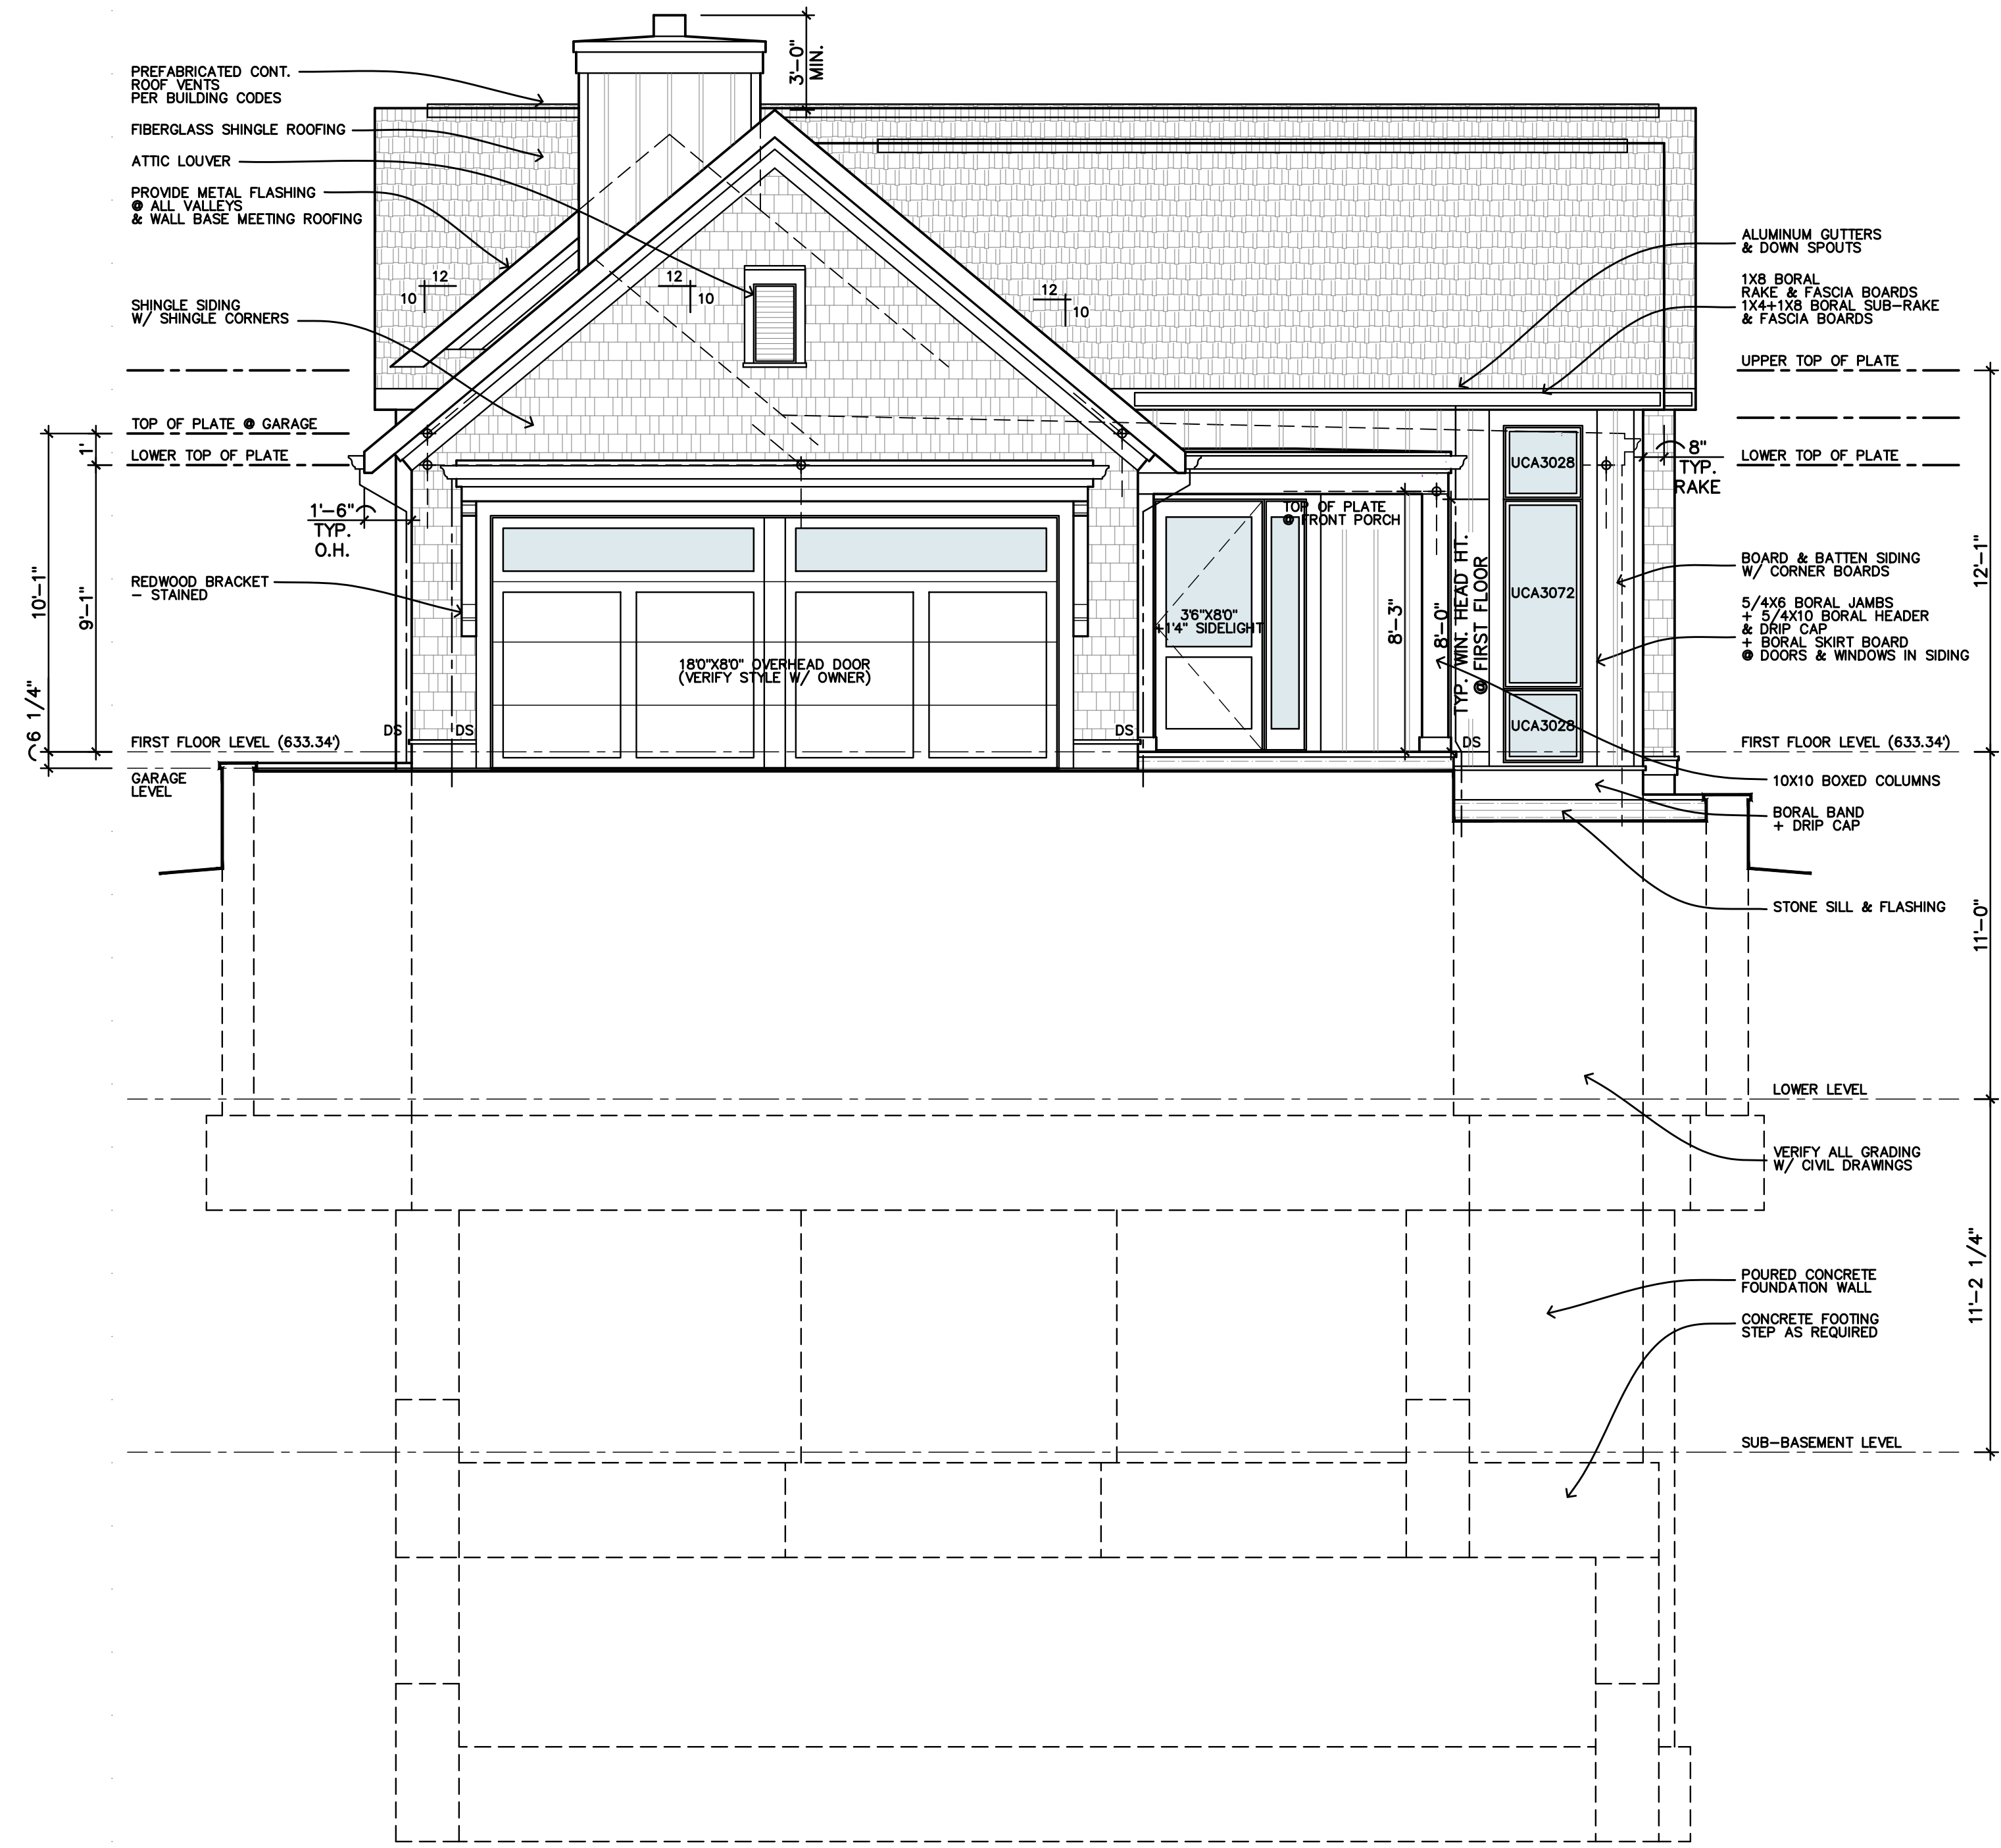 3'-0"
MIN.
PREFABRICATED CONT.
ROOF VENTS
PER BUILDING CODES
FIBERGLASS SHINGLE ROOFING
ATTIC LOUVER
PROVIDE METAL FLASHING
@ ALL VALLEYS
& WALL BASE MEETING ROOFING
SHINGLE SIDING
W/ SHINGLE CORNERS
12
10
12
10
12
10
ALUMINUM GUTTERS
& DOWN SPOUTS
1X8 BORAL
RAKE & FASCIA BOARDS
1X4+1X8 BORAL SUB-RAKE
& FASCIA BOARDS
UPPER TOP OF PLATE
TOP OF PLATE @ GARAGE
LOWER TOP OF PLATE
LOWER TOP OF PLATE
8"
TYP.
RAKE
1'-6"
TYP.
O.H.
10'-1"
1'
9'-1"
6 1/4"
REDWOOD BRACKET
- STAINED
18'0"X8'0" OVERHEAD DOOR
(VERIFY STYLE W/ OWNER)
3'6"X8'0"
+1'4" SIDELIGHT
TOP OF PLATE
@ FRONT PORCH
8'-3"
8'-0"
TYP. WIN. HEAD HT.
@ FIRST FLOOR
UCA3028
UCA3072
UCA3028
DS
DS
DS
DS
12'-1"
BOARD & BATTEN SIDING
W/ CORNER BOARDS
5/4X6 BORAL JAMBS
+ 5/4X10 BORAL HEADER
& DRIP CAP
+ BORAL SKIRT BOARD
@ DOORS & WINDOWS IN SIDING
FIRST FLOOR LEVEL (633.34')
FIRST FLOOR LEVEL (633.34')
GARAGE
LEVEL
10X10 BOXED COLUMNS
BORAL BAND
+ DRIP CAP
STONE SILL & FLASHING
11'-0"
LOWER LEVEL
VERIFY ALL GRADING
W/ CIVIL DRAWINGS
11'-2 1/4"
POURED CONCRETE
FOUNDATION WALL
CONCRETE FOOTING
STEP AS REQUIRED
SUB-BASEMENT LEVEL